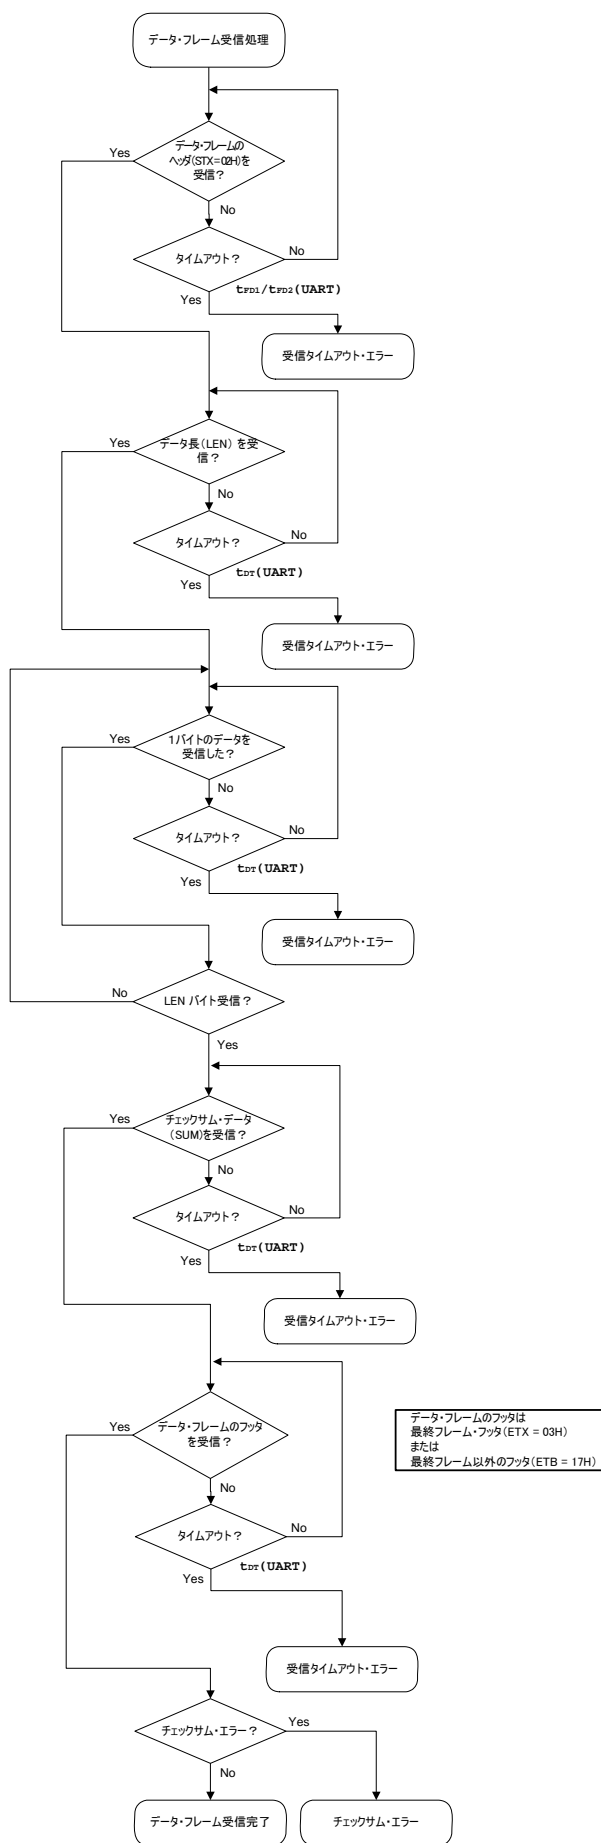 データ・フレーム受信処理
データ・フレームの
ヘッダ(STX=02H)を
受信？
Yes
No
タイムアウト？
No
tFD1/tFD2(UART)
Yes
受信タイムアウト・エラー
データ長(LEN) を受
信？
Yes
No
タイムアウト？
No
tDT(UART)
Yes
受信タイムアウト・エラー
1バイトのデータを
受信した？
Yes
No
タイムアウト？
No
tDT(UART)
Yes
受信タイムアウト・エラー
LEN バイト受信？
No
Yes
チェックサム・データ
(SUM)を受信？
Yes
No
タイムアウト？
No
tDT(UART)
Yes
受信タイムアウト・エラー
データ・フレームのフッタ
を受信？
Yes
No
データ・フレームのフッタは
最終フレーム・フッタ(ETX = 03H)
または
最終フレーム以外のフッタ(ETB = 17H)
タイムアウト？
No
tDT(UART)
Yes
受信タイムアウト・エラー
チェックサム・エラー？
Yes
No
データ・フレーム受信完了
チェックサム・エラー